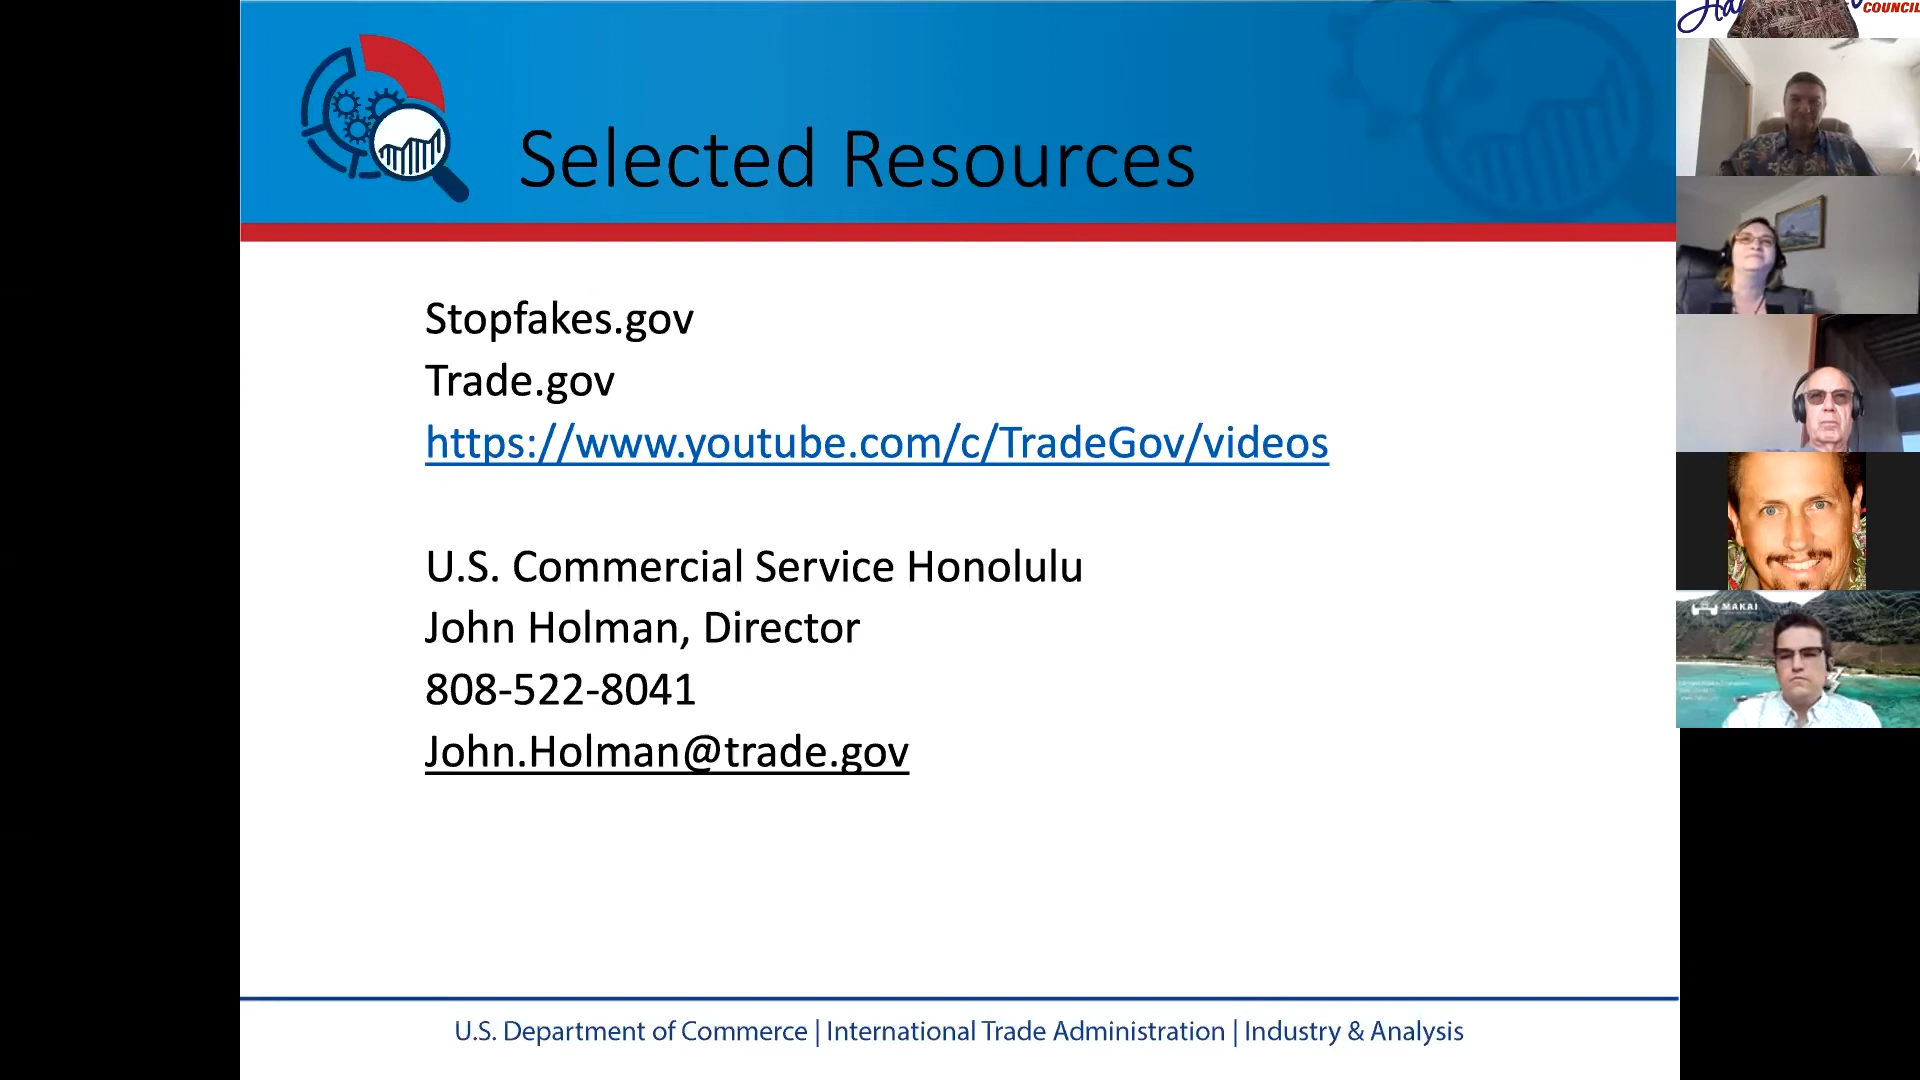 Selected Resources
Stopfakes.gov
Trade.gov
https://www.youtube.com/c/TradeGov/videos
U.S. Commercial Service Honolulu
John Holman, Director
808-522-8041
John.Holman@trade.gov
U.S. Department of Commerce | International Trade Administration | Industry & Analysis
COUNCIL
MAKAI